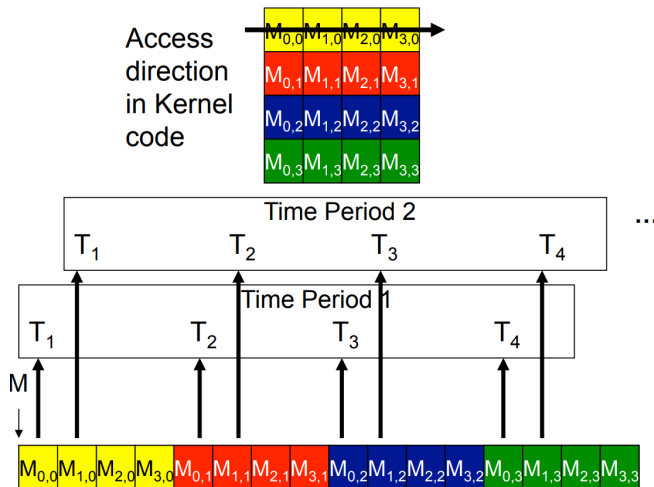 Access
direction
in Kernel
code
M0,0 M1,0 M2,0 M3,0
M0,1 M1,1 M2,1 M3,1
M0,2 M1,2 M2,2 M3,2
M0,3 M1,3 M2,3 M3,3
Time Period 2
...
T1 T2 T3 T4
Time Period 1
T1 T2 T3 T4
M
M0,0 M1,0 M2,0 M3,0 M0,1 M1,1 M2,1 M3,1 M0,2 M1,2 M2,2 M3,2 M0,3 M1,3 M2,3 M3,3